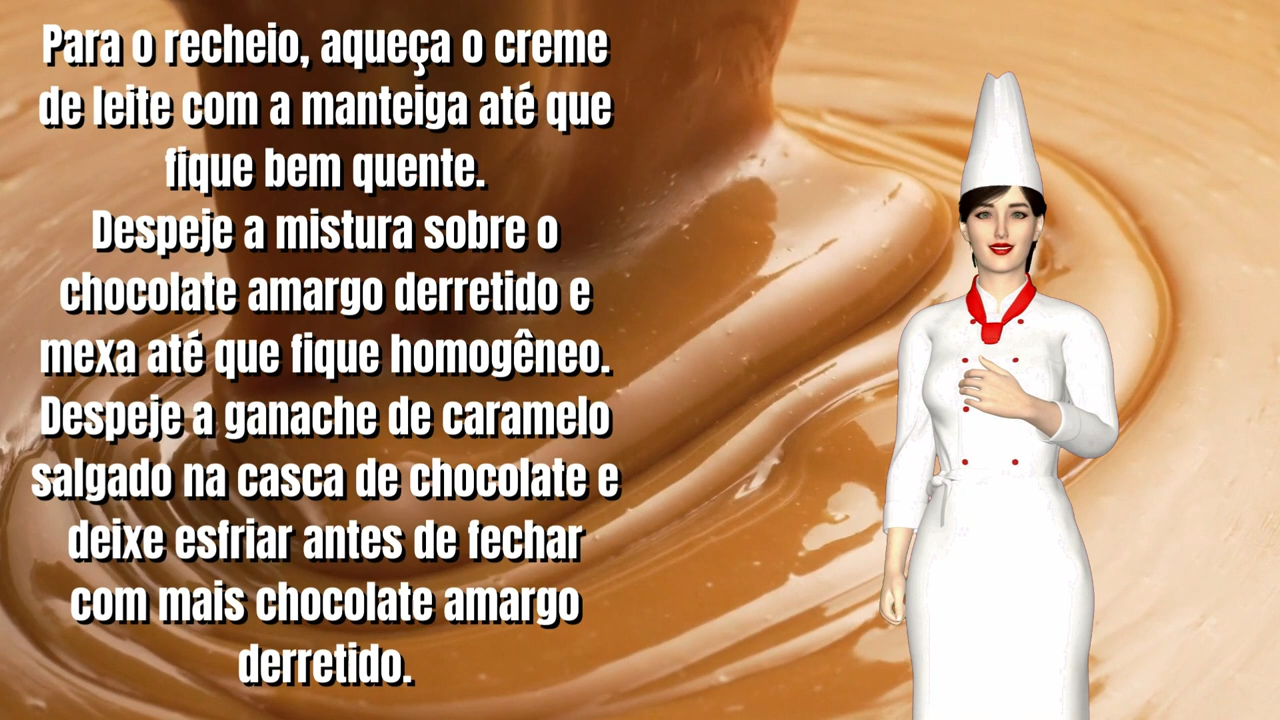 Para o recheio, aqueça o creme
de leite com a manteiga até que
fique bem quente.
Despeje a mistura sobre o
chocolate amargo derretido e
mexa até que fique homogêneo.
Despeje a ganache de caramelo
salgado na casca de chocolate e
deixe esfriar antes de fechar
com mais chocolate amargo
derretido.